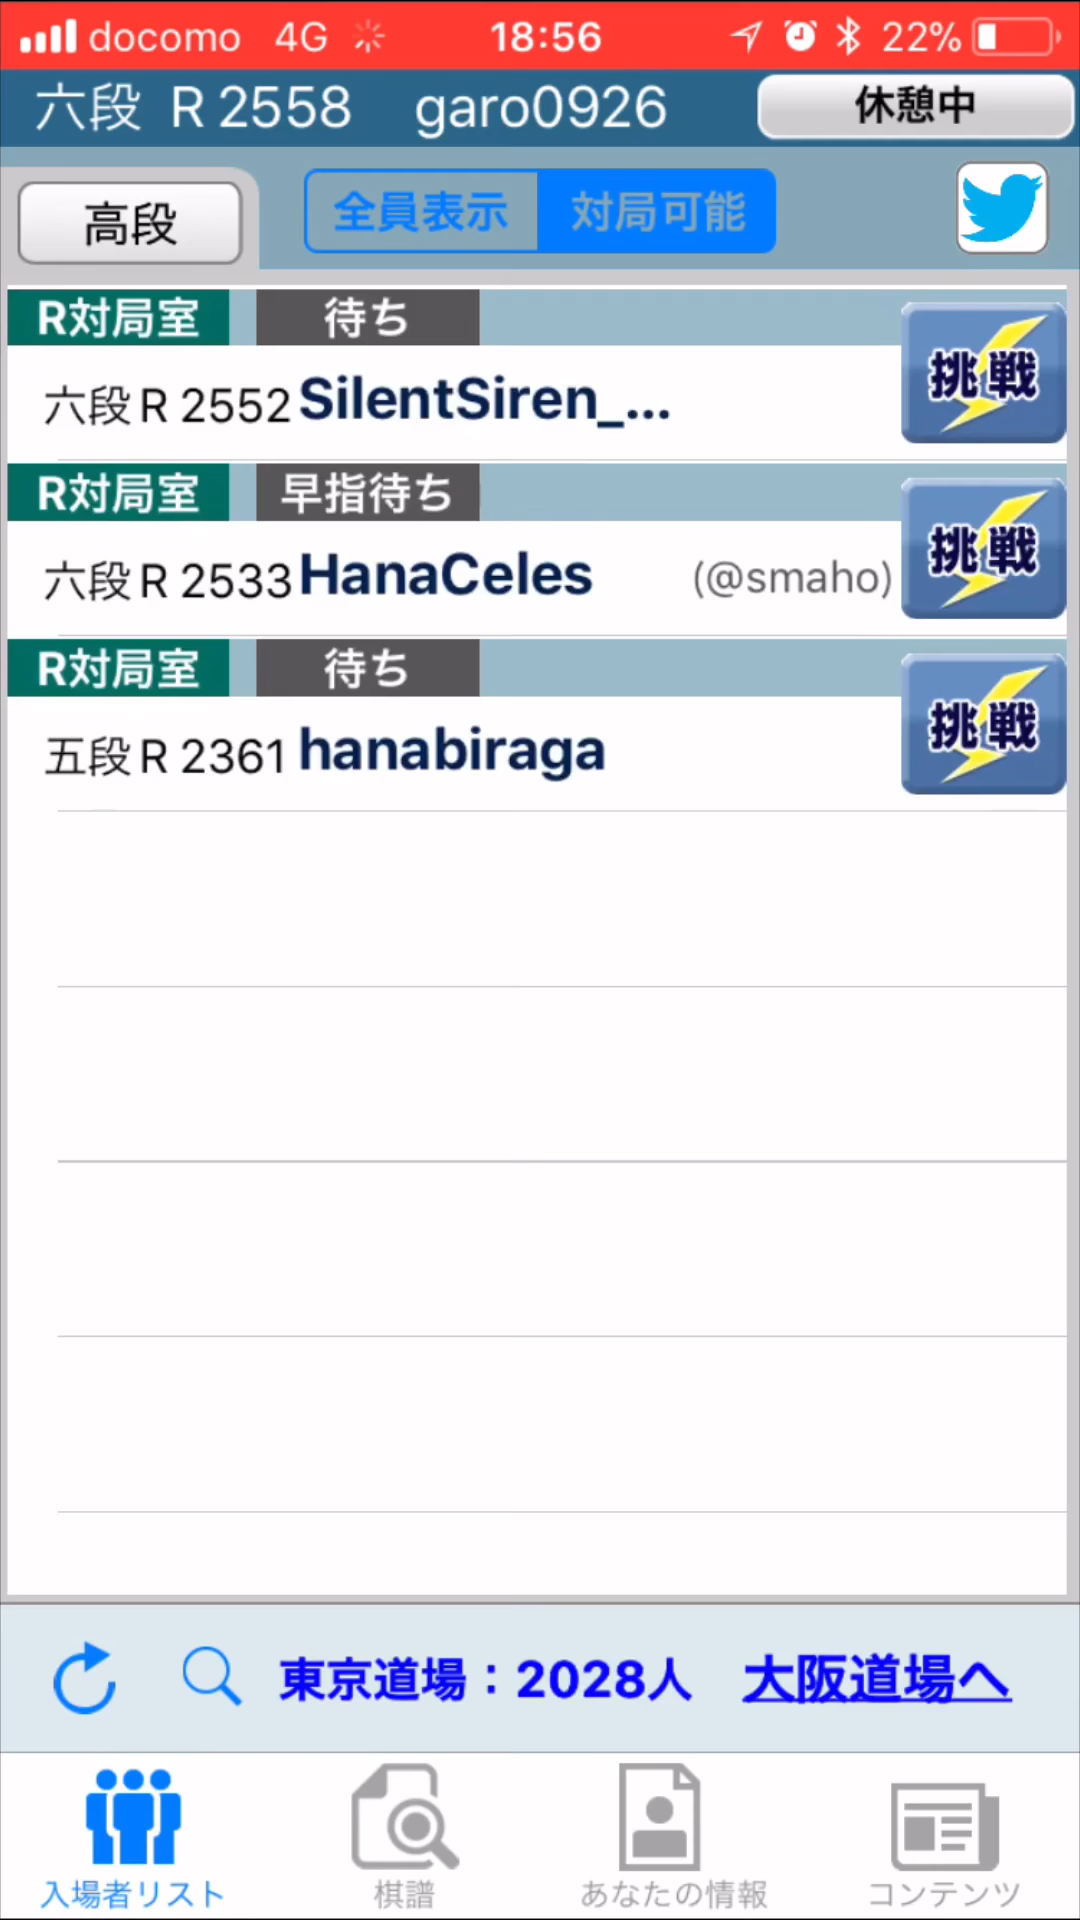 docomo 4G 18:56 22%
六段 R 2558 garo0926 休憩中
高段 全員表示 対局可能
R対局室 待ち
六段 R 2552 SilentSiren_... 挑戦
R対局室 早指待ち
六段 R 2533 HanaCeles (@smaho) 挑戦
R対局室 待ち
五段 R 2361 hanabiraga 挑戦
東京道場：2028人 大阪道場へ
入場者リスト 棋譜 あなたの情報 コンテンツ